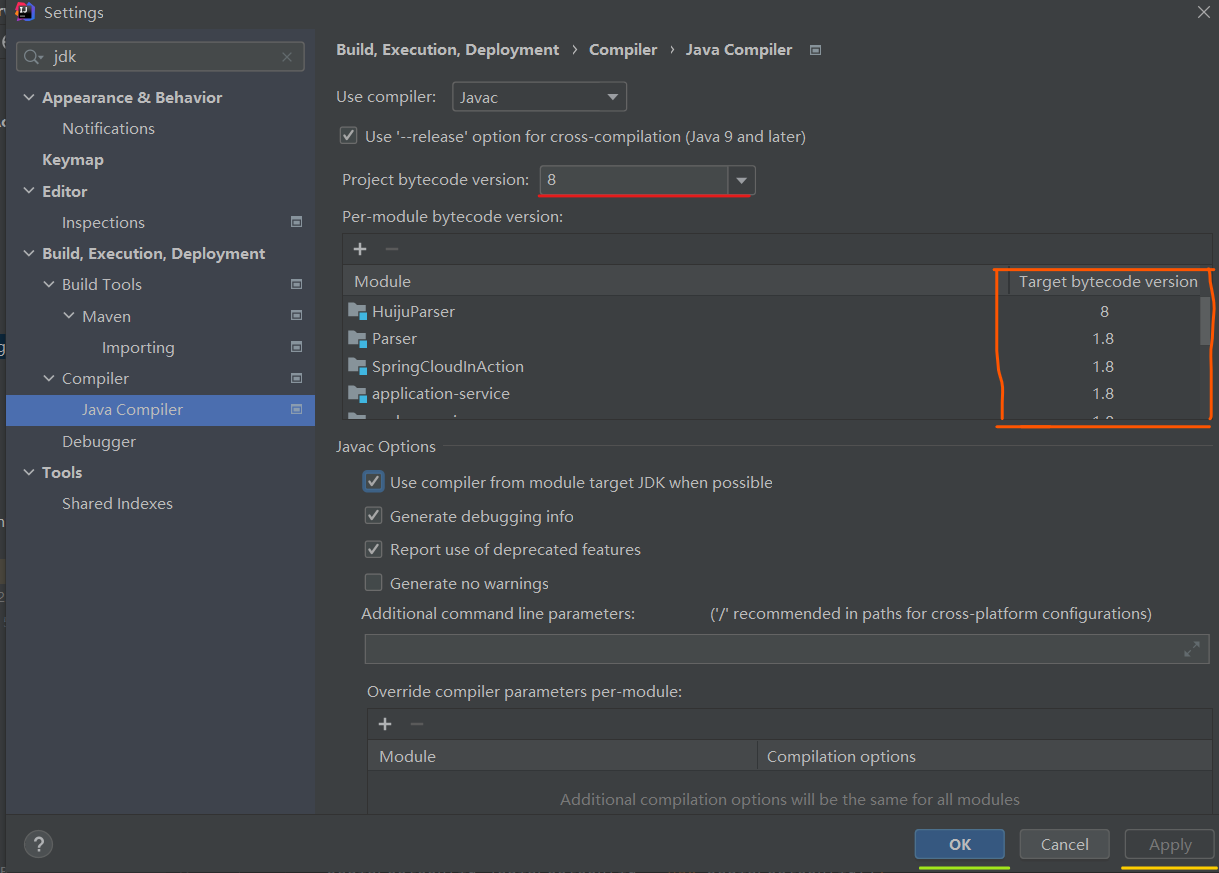 Settings
jdk
Appearance & Behavior
Notifications
Keymap
Editor
Inspections
Build, Execution, Deployment
Build Tools
Maven
Importing
Compiler
Java Compiler
Debugger
Tools
Shared Indexes
Build, Execution, Deployment › Compiler › Java Compiler
Use compiler: Javac
Use '--release' option for cross-compilation (Java 9 and later)
Project bytecode version: 8
Per-module bytecode version:
Module Target bytecode version
HuijuParser 8
Parser 1.8
SpringCloudInAction 1.8
application-service 1.8
Javac Options
Use compiler from module target JDK when possible
Generate debugging info
Report use of deprecated features
Generate no warnings
Additional command line parameters: ('/' recommended in paths for cross-platform configurations)
Override compiler parameters per-module:
Module Compilation options
Additional compilation options will be the same for all modules
? OK Cancel Apply